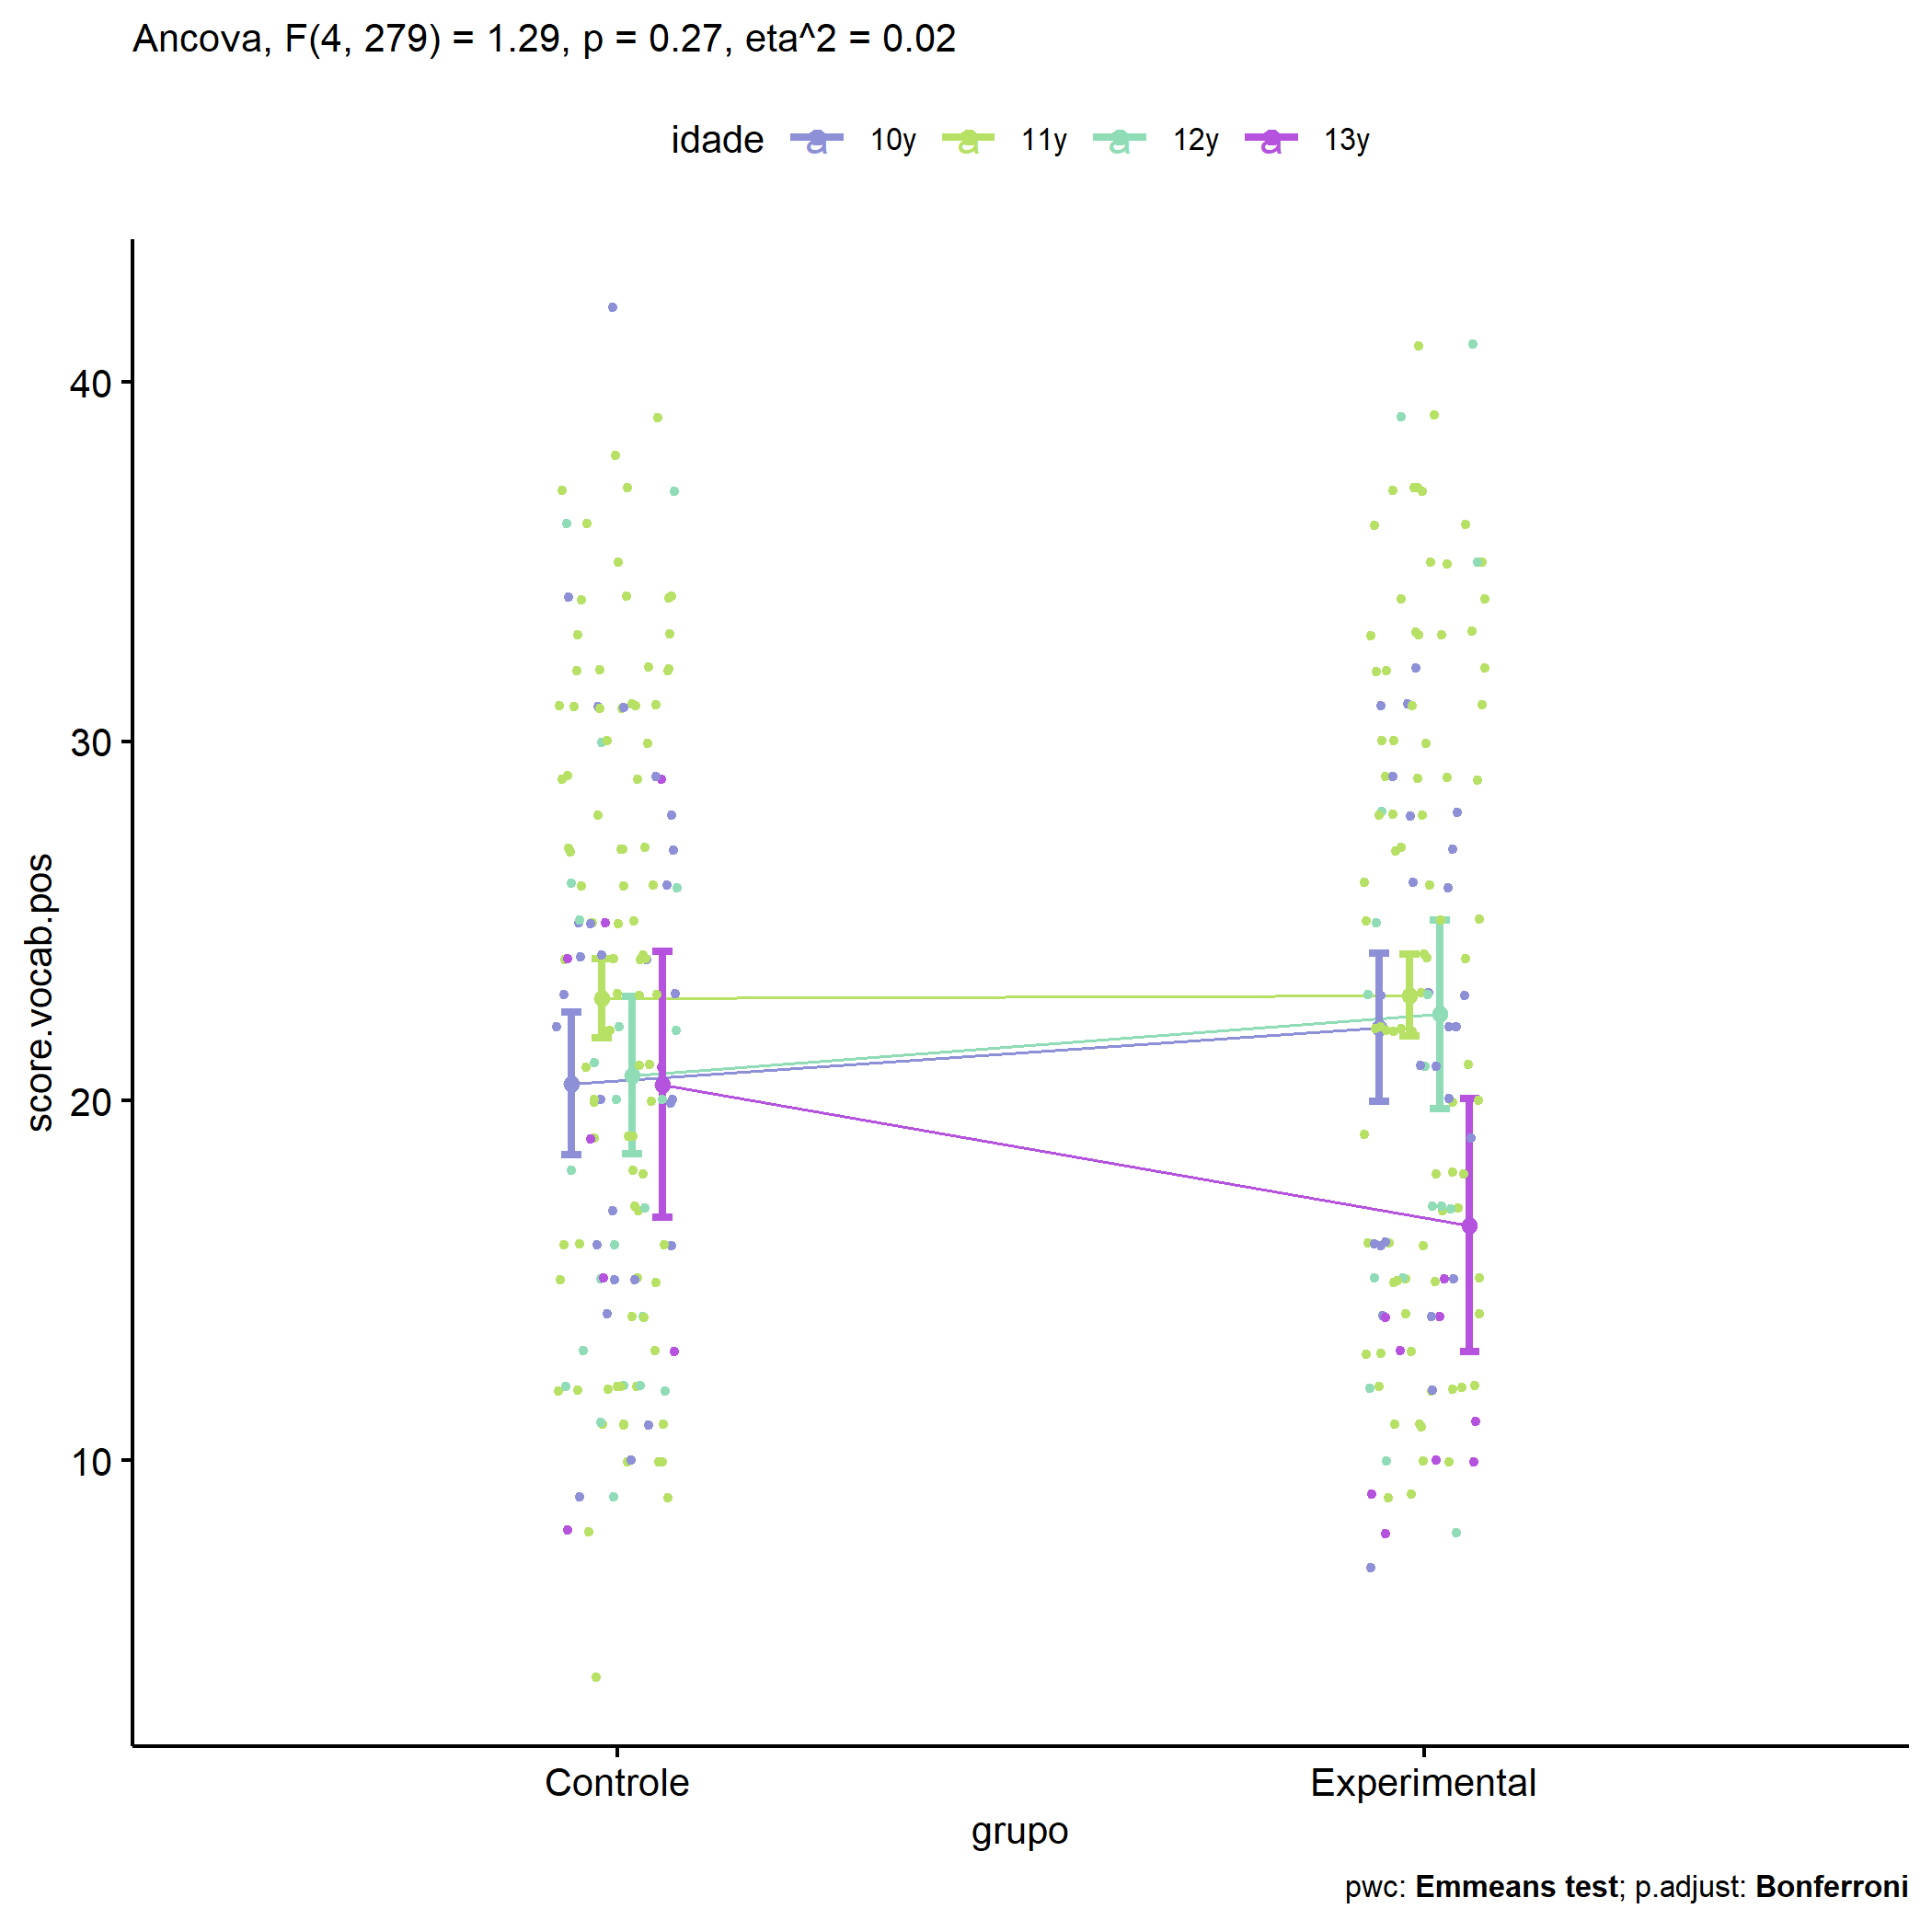 Ancova, F(4, 279) = 1.29, p = 0.27, eta^2 = 0.02
idade a 10y a 11y a 12y a 13y
40
30
20
10
score.vocab.pos
Controle Experimental
grupo
pwc: Emmeans test; p.adjust: Bonferroni